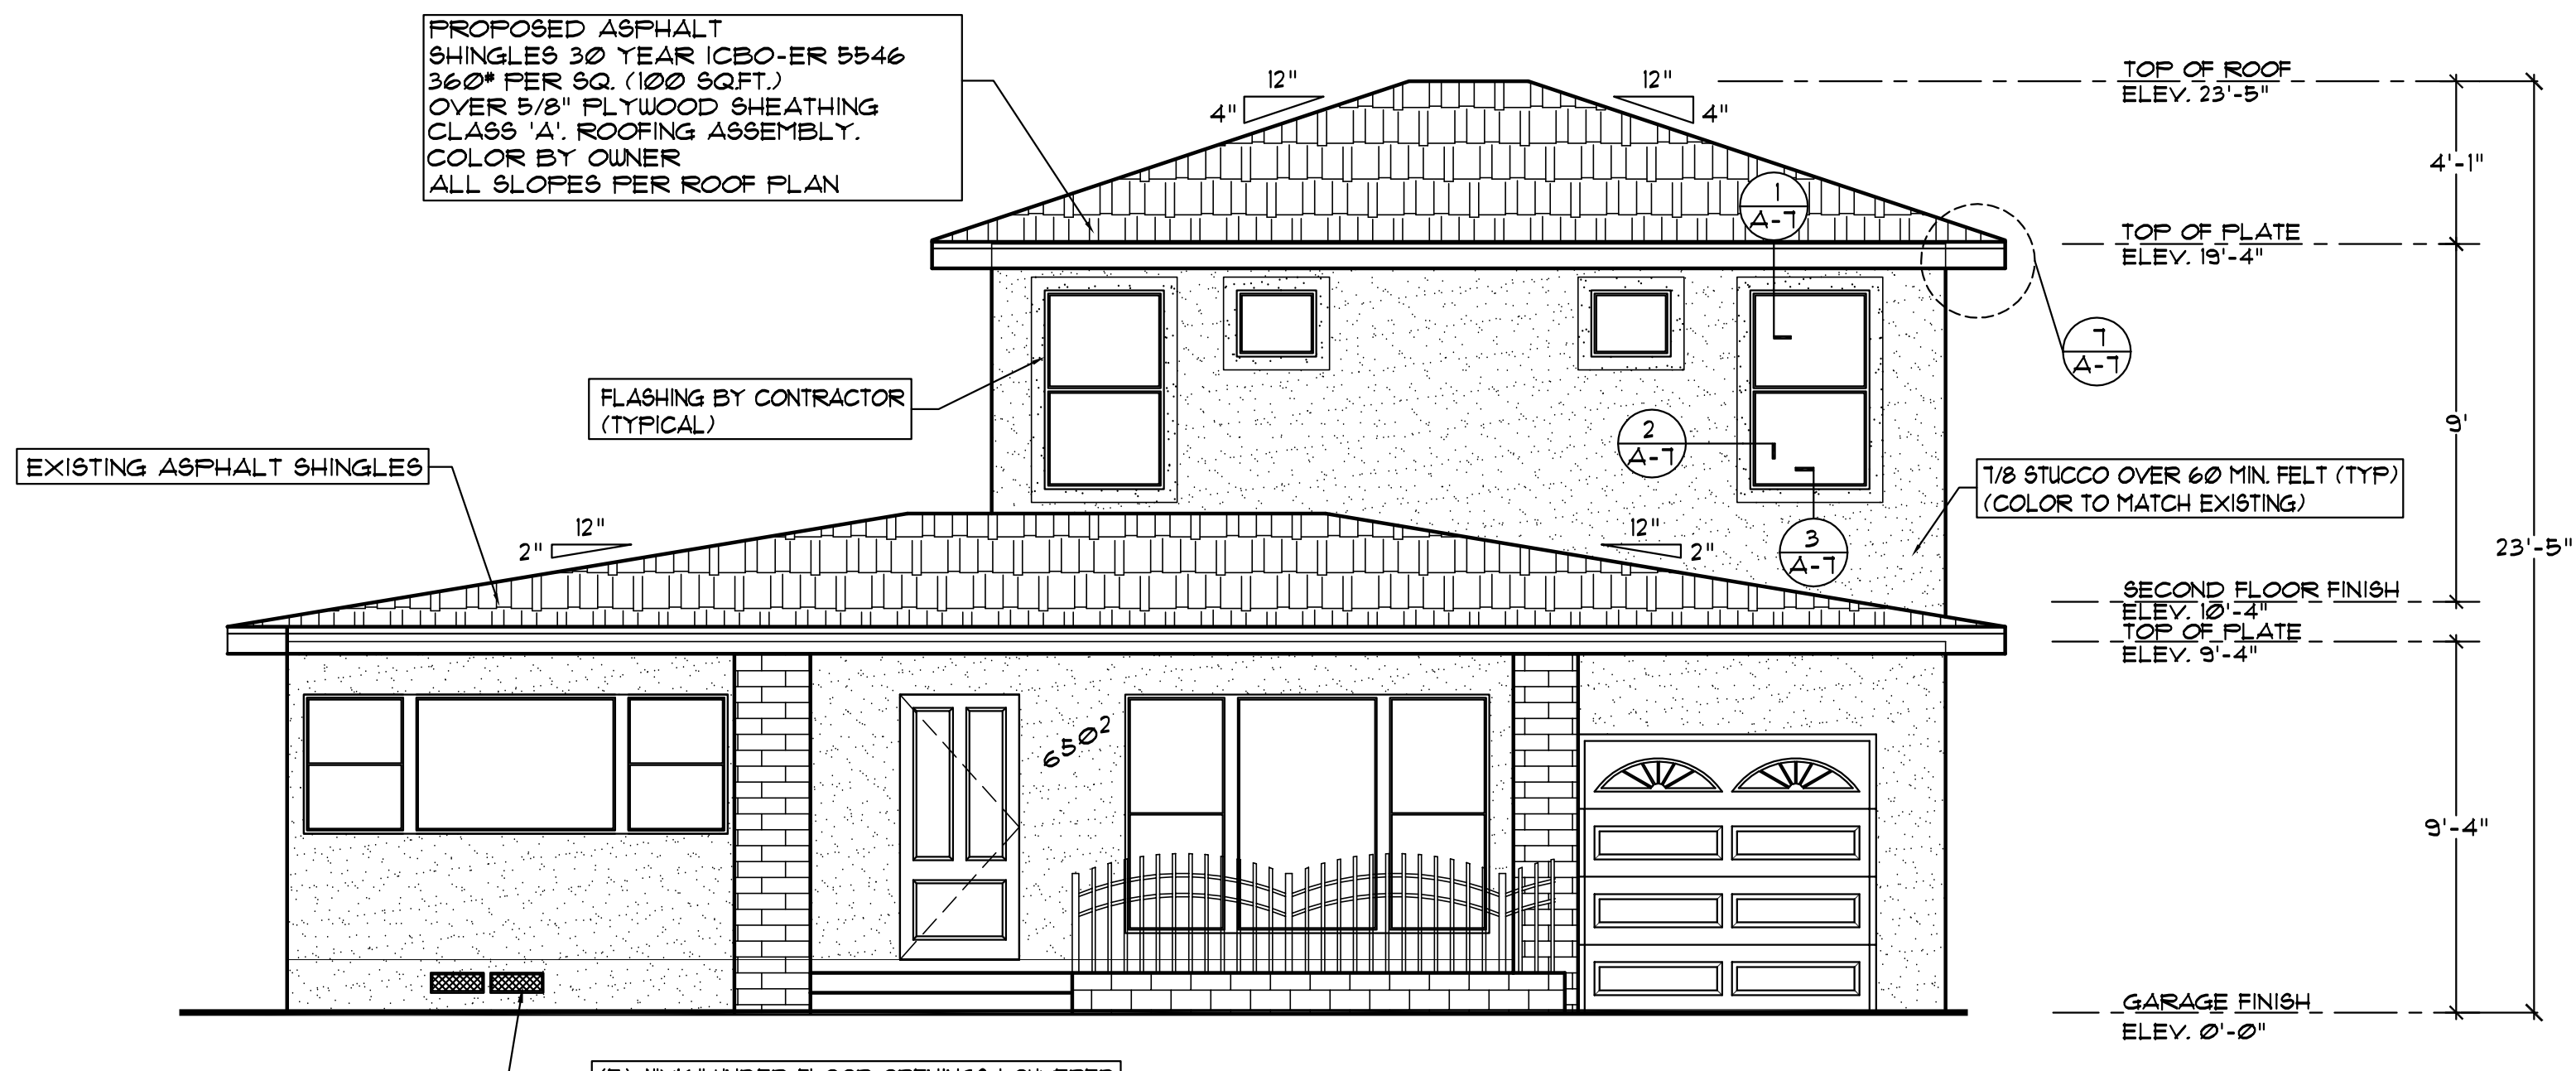 PROPOSED ASPHALT
SHINGLES 30 YEAR ICBO-ER 5546
360# PER SQ. (100 SQ.FT.)
OVER 5/8" PLYWOOD SHEATHING
CLASS 'A'. ROOFING ASSEMBLY.
COLOR BY OWNER
ALL SLOPES PER ROOF PLAN
12"
4"
12"
4"
TOP OF ROOF
ELEV. 23'-5"
4'-1"
1
A-7
TOP OF PLATE
ELEV. 19'-4"
7
A-7
FLASHING BY CONTRACTOR
(TYPICAL)
9'
2
A-7
EXISTING ASPHALT SHINGLES
7/8 STUCCO OVER 60 MIN. FELT (TYP)
(COLOR TO MATCH EXISTING)
12"
2"
12"
2"
3
A-7
23'-5"
SECOND FLOOR FINISH
ELEV. 10'-4"
TOP OF PLATE
ELEV. 9'-4"
6502
9'-4"
GARAGE FINISH
ELEV. 0'-0"